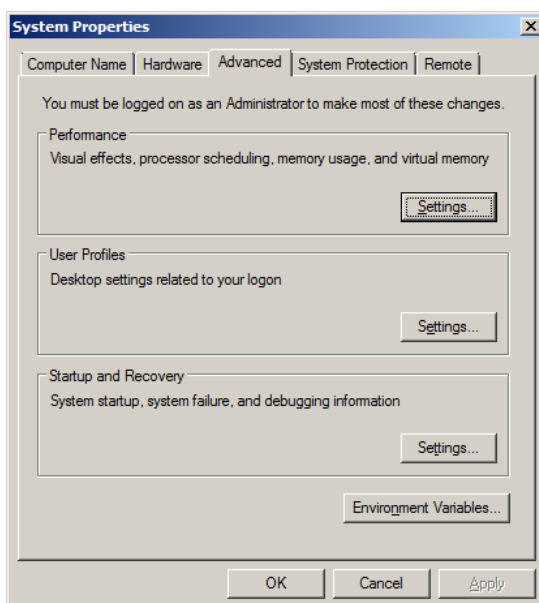 System Properties
Computer Name
Hardware
Advanced
System Protection
Remote
You must be logged on as an Administrator to make most of these changes.
Performance
Visual effects, processor scheduling, memory usage, and virtual memory
Settings...
User Profiles
Desktop settings related to your logon
Settings...
Startup and Recovery
System startup, system failure, and debugging information
Settings...
Environment Variables...
OK
Cancel
Apply